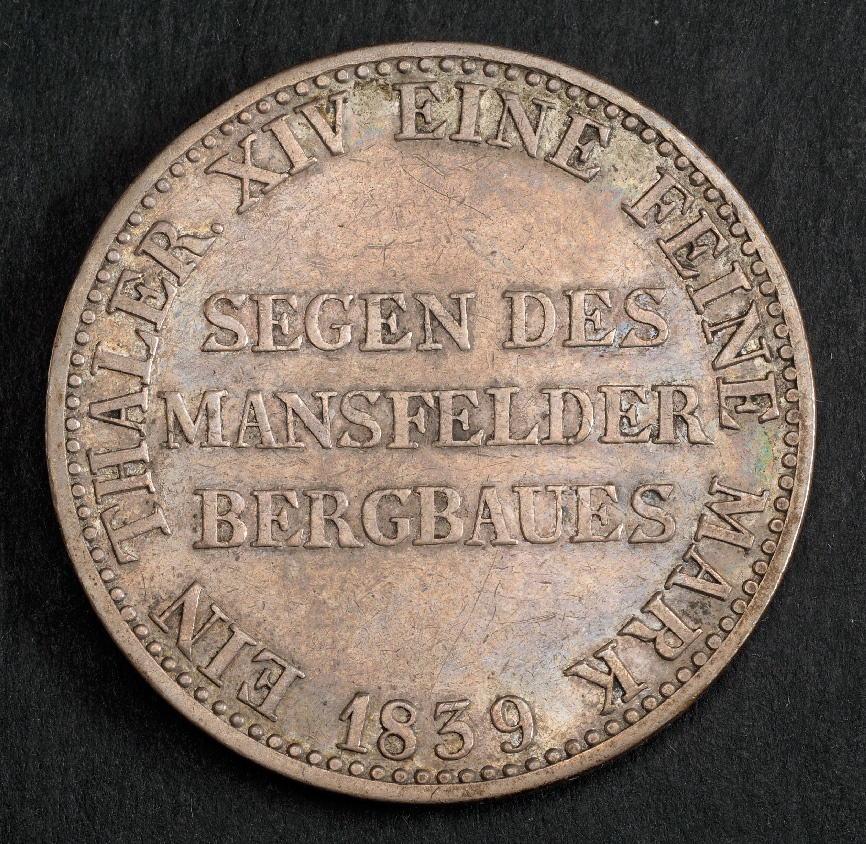 EIN THALER. XIV EINE FEINE MARK
SEGEN DES
MANSFELDER
BERGBAUES
1839